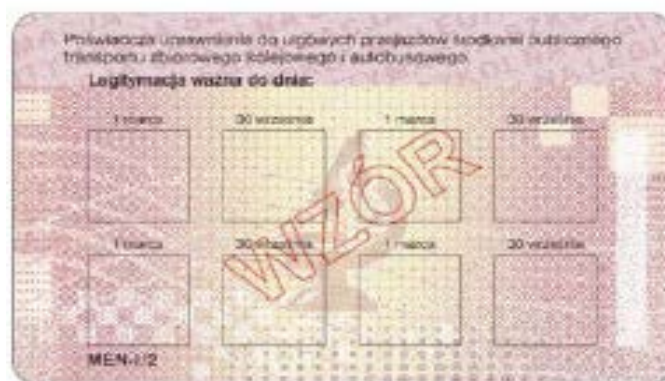 Poświadcza uprawnienia do ulgowych przejazdów środkami publicznego
transportu zbiorowego kolejowego i autobusowego.
Legitymacja ważna do dnia:
1 marca 30 września 1 marca 30 września
WZÓR
1 marca 30 września 1 marca 30 września
MEN-I/2